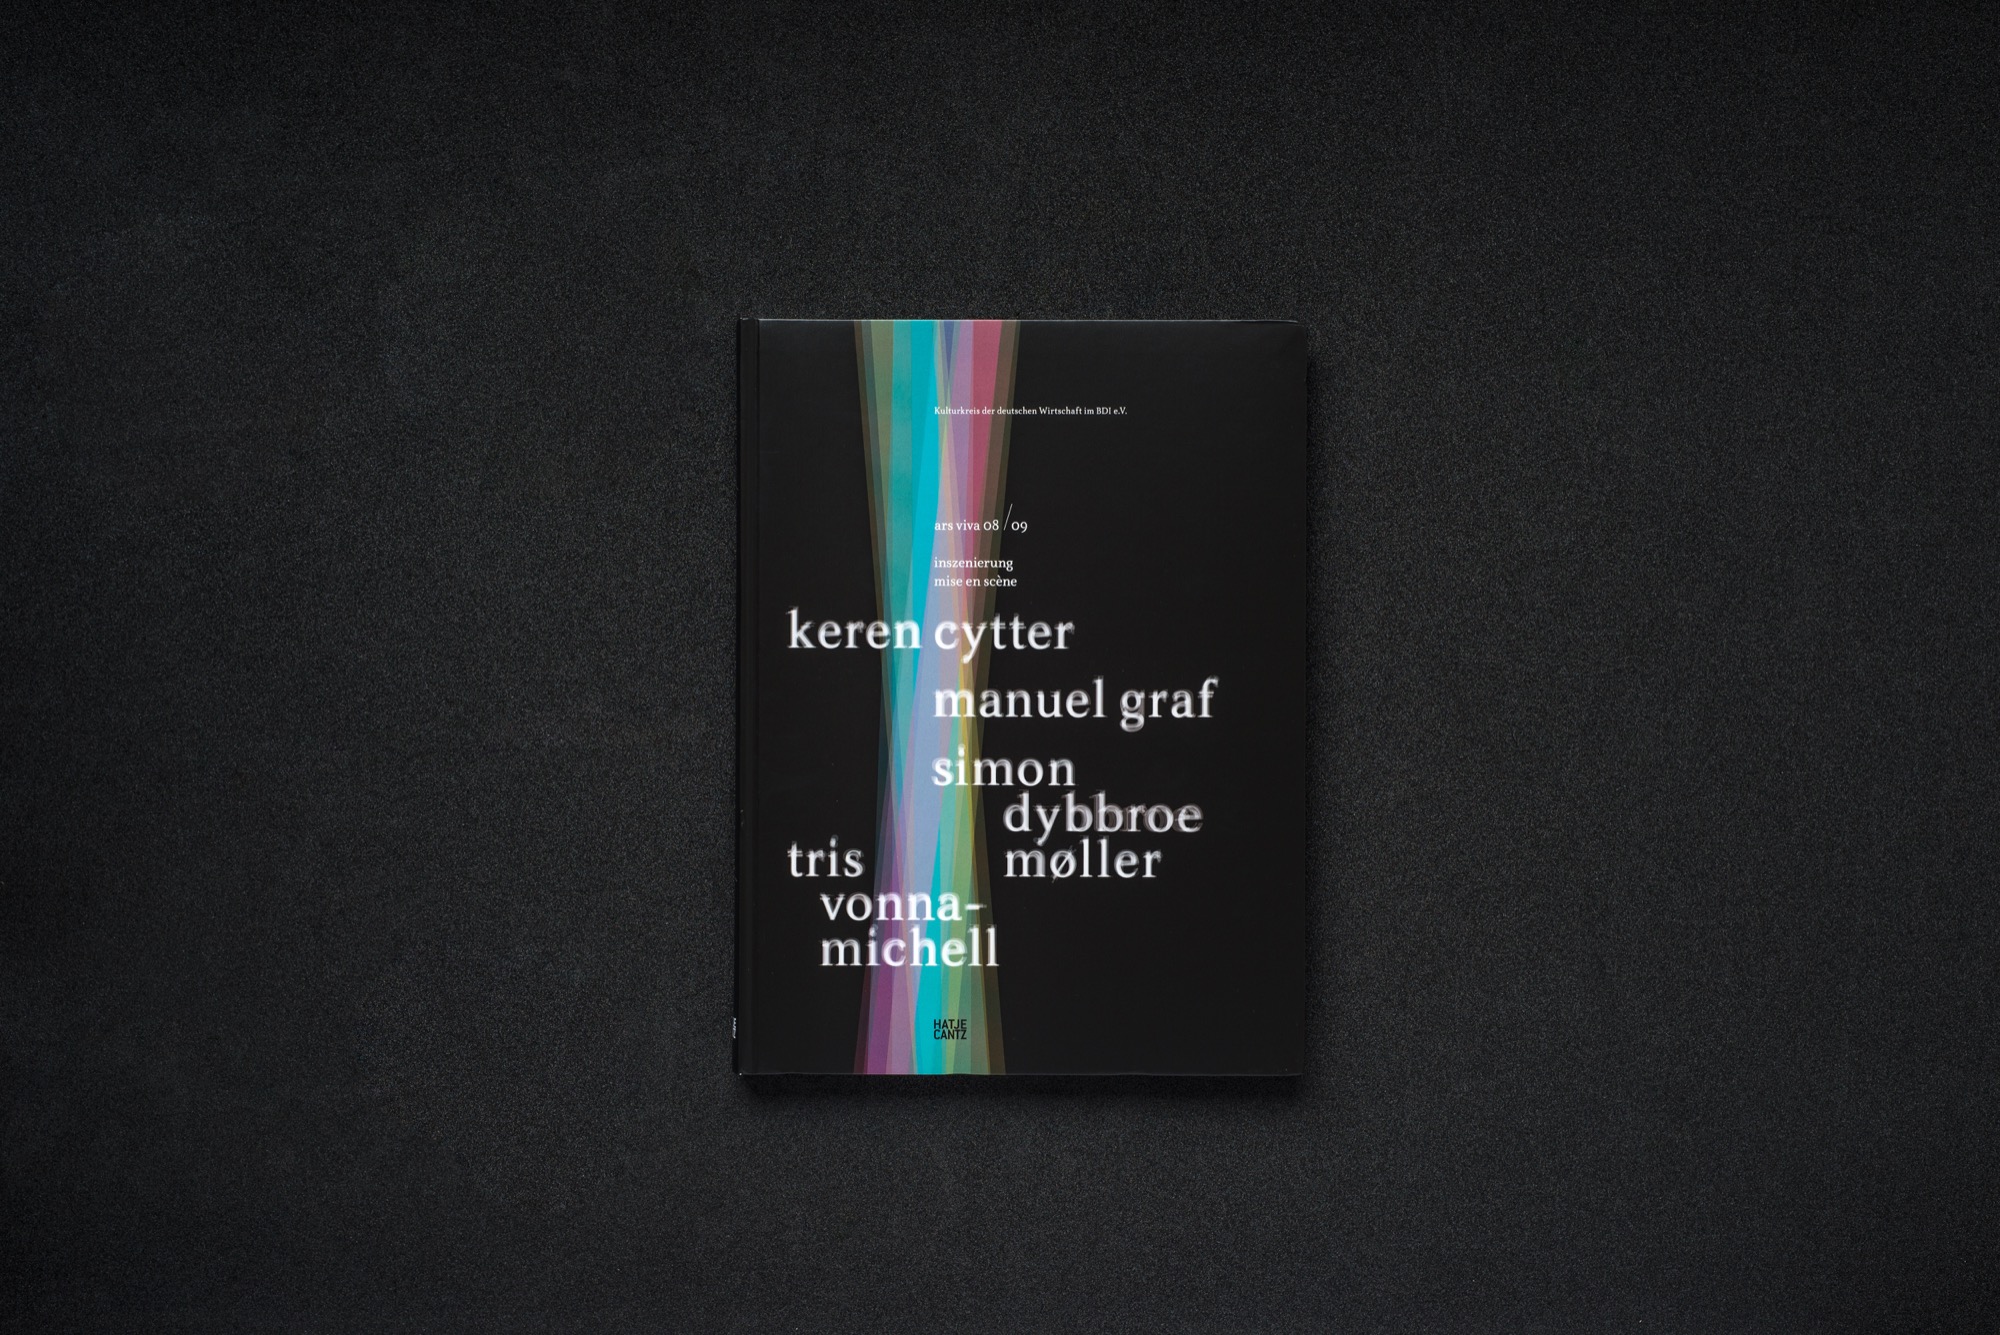 Kulturkreis der deutschen Wirtschaft im BDI e.V.
ars viva 08/09
inszenierung
mise en scène
keren cytter
manuel graf
simon
dybbroe
møller
tris
vonna-
michell
HATJE
CANTZ